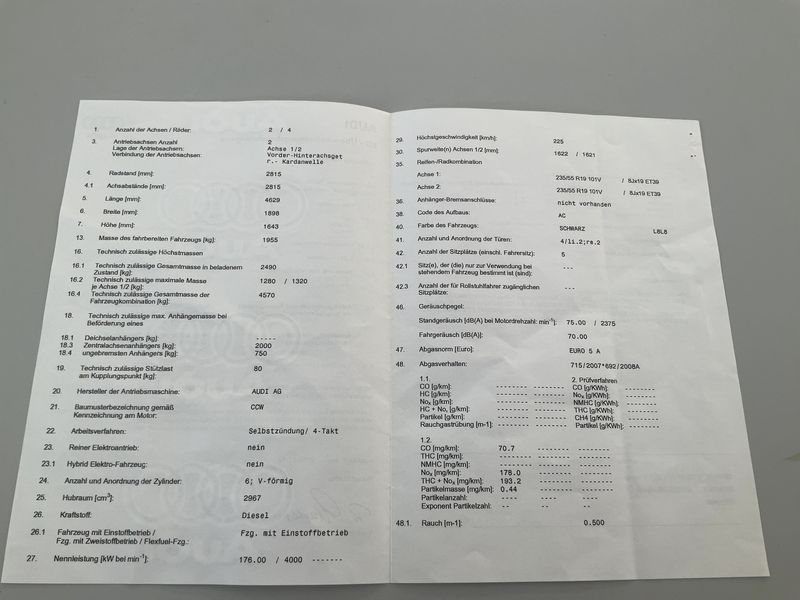 1. Anzahl der Achsen / Räder: 2 / 4
3. Antriebsachsen Anzahl 2
Lage der Antriebsachsen: Achse 1/2
Verbindung der Antriebsachsen: Vorder-Hinterachsget
r.- Kardanwelle
4. Radstand [mm]: 2815
4.1 Achsabstände [mm]: 2815
5. Länge [mm]: 4629
6. Breite [mm]: 1898
7. Höhe [mm]: 1643
13. Masse des fahrbereiten Fahrzeugs [kg]: 1955
16. Technisch zulässige Höchstmassen
16.1 Technisch zulässige Gesamtmasse in beladenem 2490
Zustand [kg]:
16.2 Technisch zulässige maximale Masse 1280 / 1320
je Achse 1/2 [kg]:
16.4 Technisch zulässige Gesamtmasse der 4570
Fahrzeugkombination [kg]:
18. Technisch zulässige max. Anhängemasse bei
Beförderung eines
18.1 Deichselanhängers [kg]: -----
18.3 Zentralachsenanhängers [kg]: 2000
18.4 ungebremsten Anhängers [kg]: 750
19. Technisch zulässige Stützlast 80
am Kupplungspunkt [kg]:
20. Hersteller der Antriebsmaschine: AUDI AG
21. Baumusterbezeichnung gemäß CCW
Kennzeichnung am Motor:
22. Arbeitsverfahren: Selbstzündung/ 4-Takt
23. Reiner Elektroantrieb: nein
23.1 Hybrid Elektro-Fahrzeug: nein
24. Anzahl und Anordnung der Zylinder: 6; V-förmig
25. Hubraum [cm³]: 2967
26. Kraftstoff: Diesel
26.1 Fahrzeug mit Einstoffbetrieb / Fzg. mit Einstoffbetrieb
Fzg. mit Zweistoffbetrieb / Flexfuel-Fzg.:
27. Nennleistung [kW bei min⁻¹]: 176.00 / 4000 -------
29. Höchstgeschwindigkeit [km/h]: 225
30. Spurweite(n) Achsen 1/2 [mm]: 1622 / 1621
35. Reifen-/Radkombination
Achse 1: 235/55 R19 101V / 8Jx19 ET39
Achse 2: 235/55 R19 101V / 8Jx19 ET39
36. Anhänger-Bremsanschlüsse: nicht vorhanden
38. Code des Aufbaus: AC
40. Farbe des Fahrzeugs: SCHWARZ L8L8
41. Anzahl und Anordnung der Türen: 4/li.2;re.2
42. Anzahl der Sitzplätze (einschl. Fahrersitz): 5
42.1 Sitz(e), der (die) nur zur Verwendung bei ---
stehendem Fahrzeug bestimmt ist (sind):
42.3 Anzahl der für Rollstuhlfahrer zugänglichen ---
Sitzplätze:
46. Geräuschpegel:
Standgeräusch [dB(A) bei Motordrehzahl: min⁻¹]: 75.00 / 2375
Fahrgeräusch [dB(A)]: 70.00
47. Abgasnorm [Euro]: EURO 5 A
48. Abgasverhalten: 715/2007*692/2008A
1.1. 2. Prüfverfahren
CO [g/km]: ------- ------- CO [g/KWh]: -------
HC [g/km]: ------- ------- NOx [g/KWh]: -------
NOx [g/km]: ------- ------- NMHC [g/KWh]: -------
HC + NOx [g/km]: ------- ------- THC [g/KWh]: -------
Partikel [g/km]: ------- ------- CH4 [g/KWh]: -------
Rauchgastrübung [m-1]: ------- Partikel [g/KWh]: -------
1.2.
CO [mg/km]: 70.7 ------- -------
THC [mg/km]: ------- ------- -------
NMHC [mg/km]: ------- ------- -------
NOx [mg/km]: 178.0 ------- -------
THC + NOx [mg/km]: 193.2 ------- -------
Partikelmasse [mg/km]: 0.44 ------- -------
Partikelanzahl: ---- ---- ----
Exponent Partikelzahl: -- -- --
48.1. Rauch [m-1]: 0.500